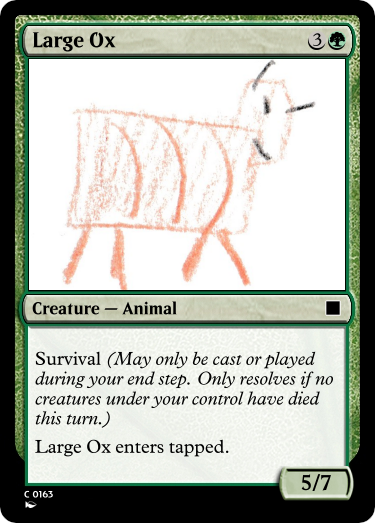 Large Ox
3
Creature — Animal
Survival (May only be cast or played
during your end step. Only resolves if no
creatures under your control have died
this turn.)
Large Ox enters tapped.
5/7
C 0163